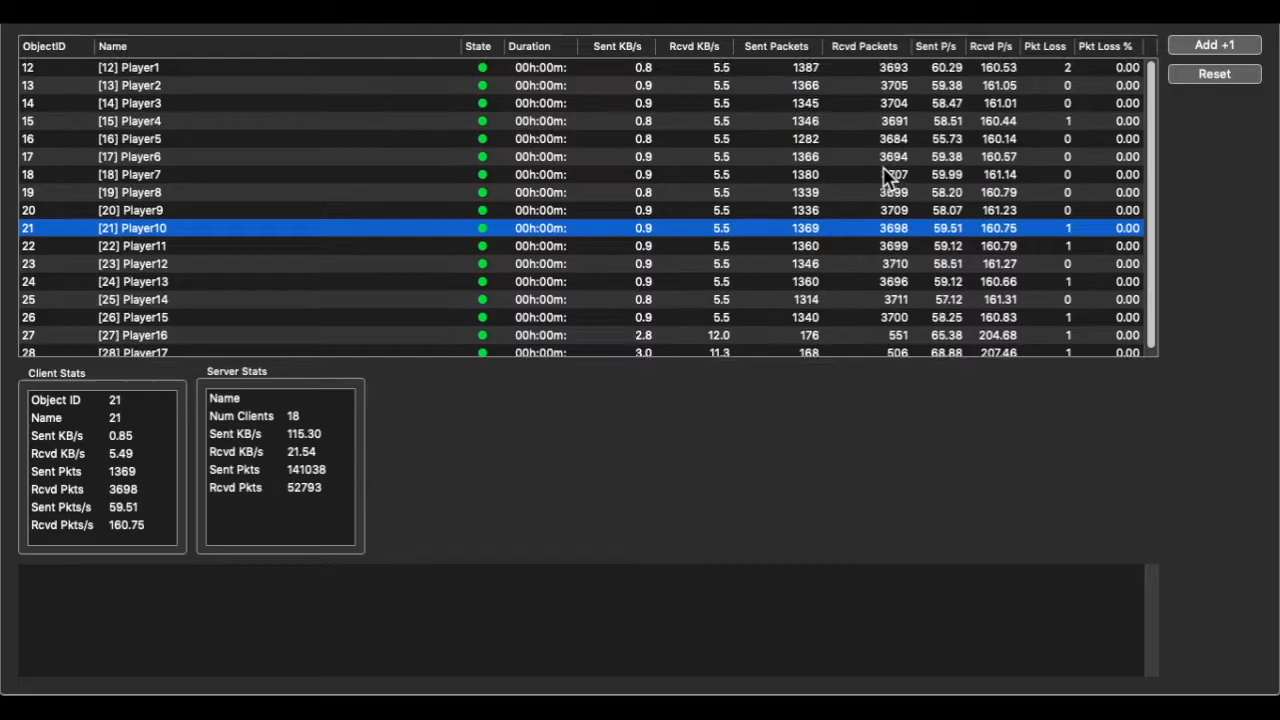 ObjectID Name State Duration Sent KB/s Rcvd KB/s Sent Packets Rcvd Packets Sent P/s Rcvd P/s Pkt Loss Pkt Loss % Add +1
12 [12] Player1 00h:00m: 0.8 5.5 1387 3693 60.29 160.53 2 0.00 Reset
13 [13] Player2 00h:00m: 0.9 5.5 1366 3705 59.38 161.05 0 0.00
14 [14] Player3 00h:00m: 0.9 5.5 1345 3704 58.47 161.01 0 0.00
15 [15] Player4 00h:00m: 0.8 5.5 1346 3691 58.51 160.44 1 0.00
16 [16] Player5 00h:00m: 0.8 5.5 1282 3684 55.73 160.14 0 0.00
17 [17] Player6 00h:00m: 0.9 5.5 1366 3694 59.38 160.57 0 0.00
18 [18] Player7 00h:00m: 0.9 5.5 1380 59.99 161.14 0 0.00
19 [19] Player8 00h:00m: 0.8 5.5 1339 58.20 160.79 0 0.00
20 [20] Player9 00h:00m: 0.9 5.5 1336 3709 58.07 161.23 0 0.00
21 [21] Player10 00h:00m: 0.9 5.5 1369 3698 59.51 160.75 1 0.00
22 [22] Player11 00h:00m: 0.9 5.5 1360 3699 59.12 160.79 1 0.00
23 [23] Player12 00h:00m: 0.9 5.5 1346 3710 58.51 161.27 0 0.00
24 [24] Player13 00h:00m: 0.9 5.5 1360 3696 59.12 160.66 1 0.00
25 [25] Player14 00h:00m: 0.8 5.5 1314 3711 57.12 161.31 0 0.00
26 [26] Player15 00h:00m: 0.9 5.5 1340 3700 58.25 160.83 1 0.00
27 [27] Player16 00h:00m: 2.8 12.0 176 551 65.38 204.68 1 0.00
28 [28] Player17 00h:00m: 3.0 11.3 168 506 68.88 207.46 1 0.00
Client Stats
Object ID 21
Name 21
Sent KB/s 0.85
Rcvd KB/s 5.49
Sent Pkts 1369
Rcvd Pkts 3698
Sent Pkts/s 59.51
Rcvd Pkts/s 160.75
Server Stats
Name
Num Clients 18
Sent KB/s 115.30
Rcvd KB/s 21.54
Sent Pkts 141038
Rcvd Pkts 52793